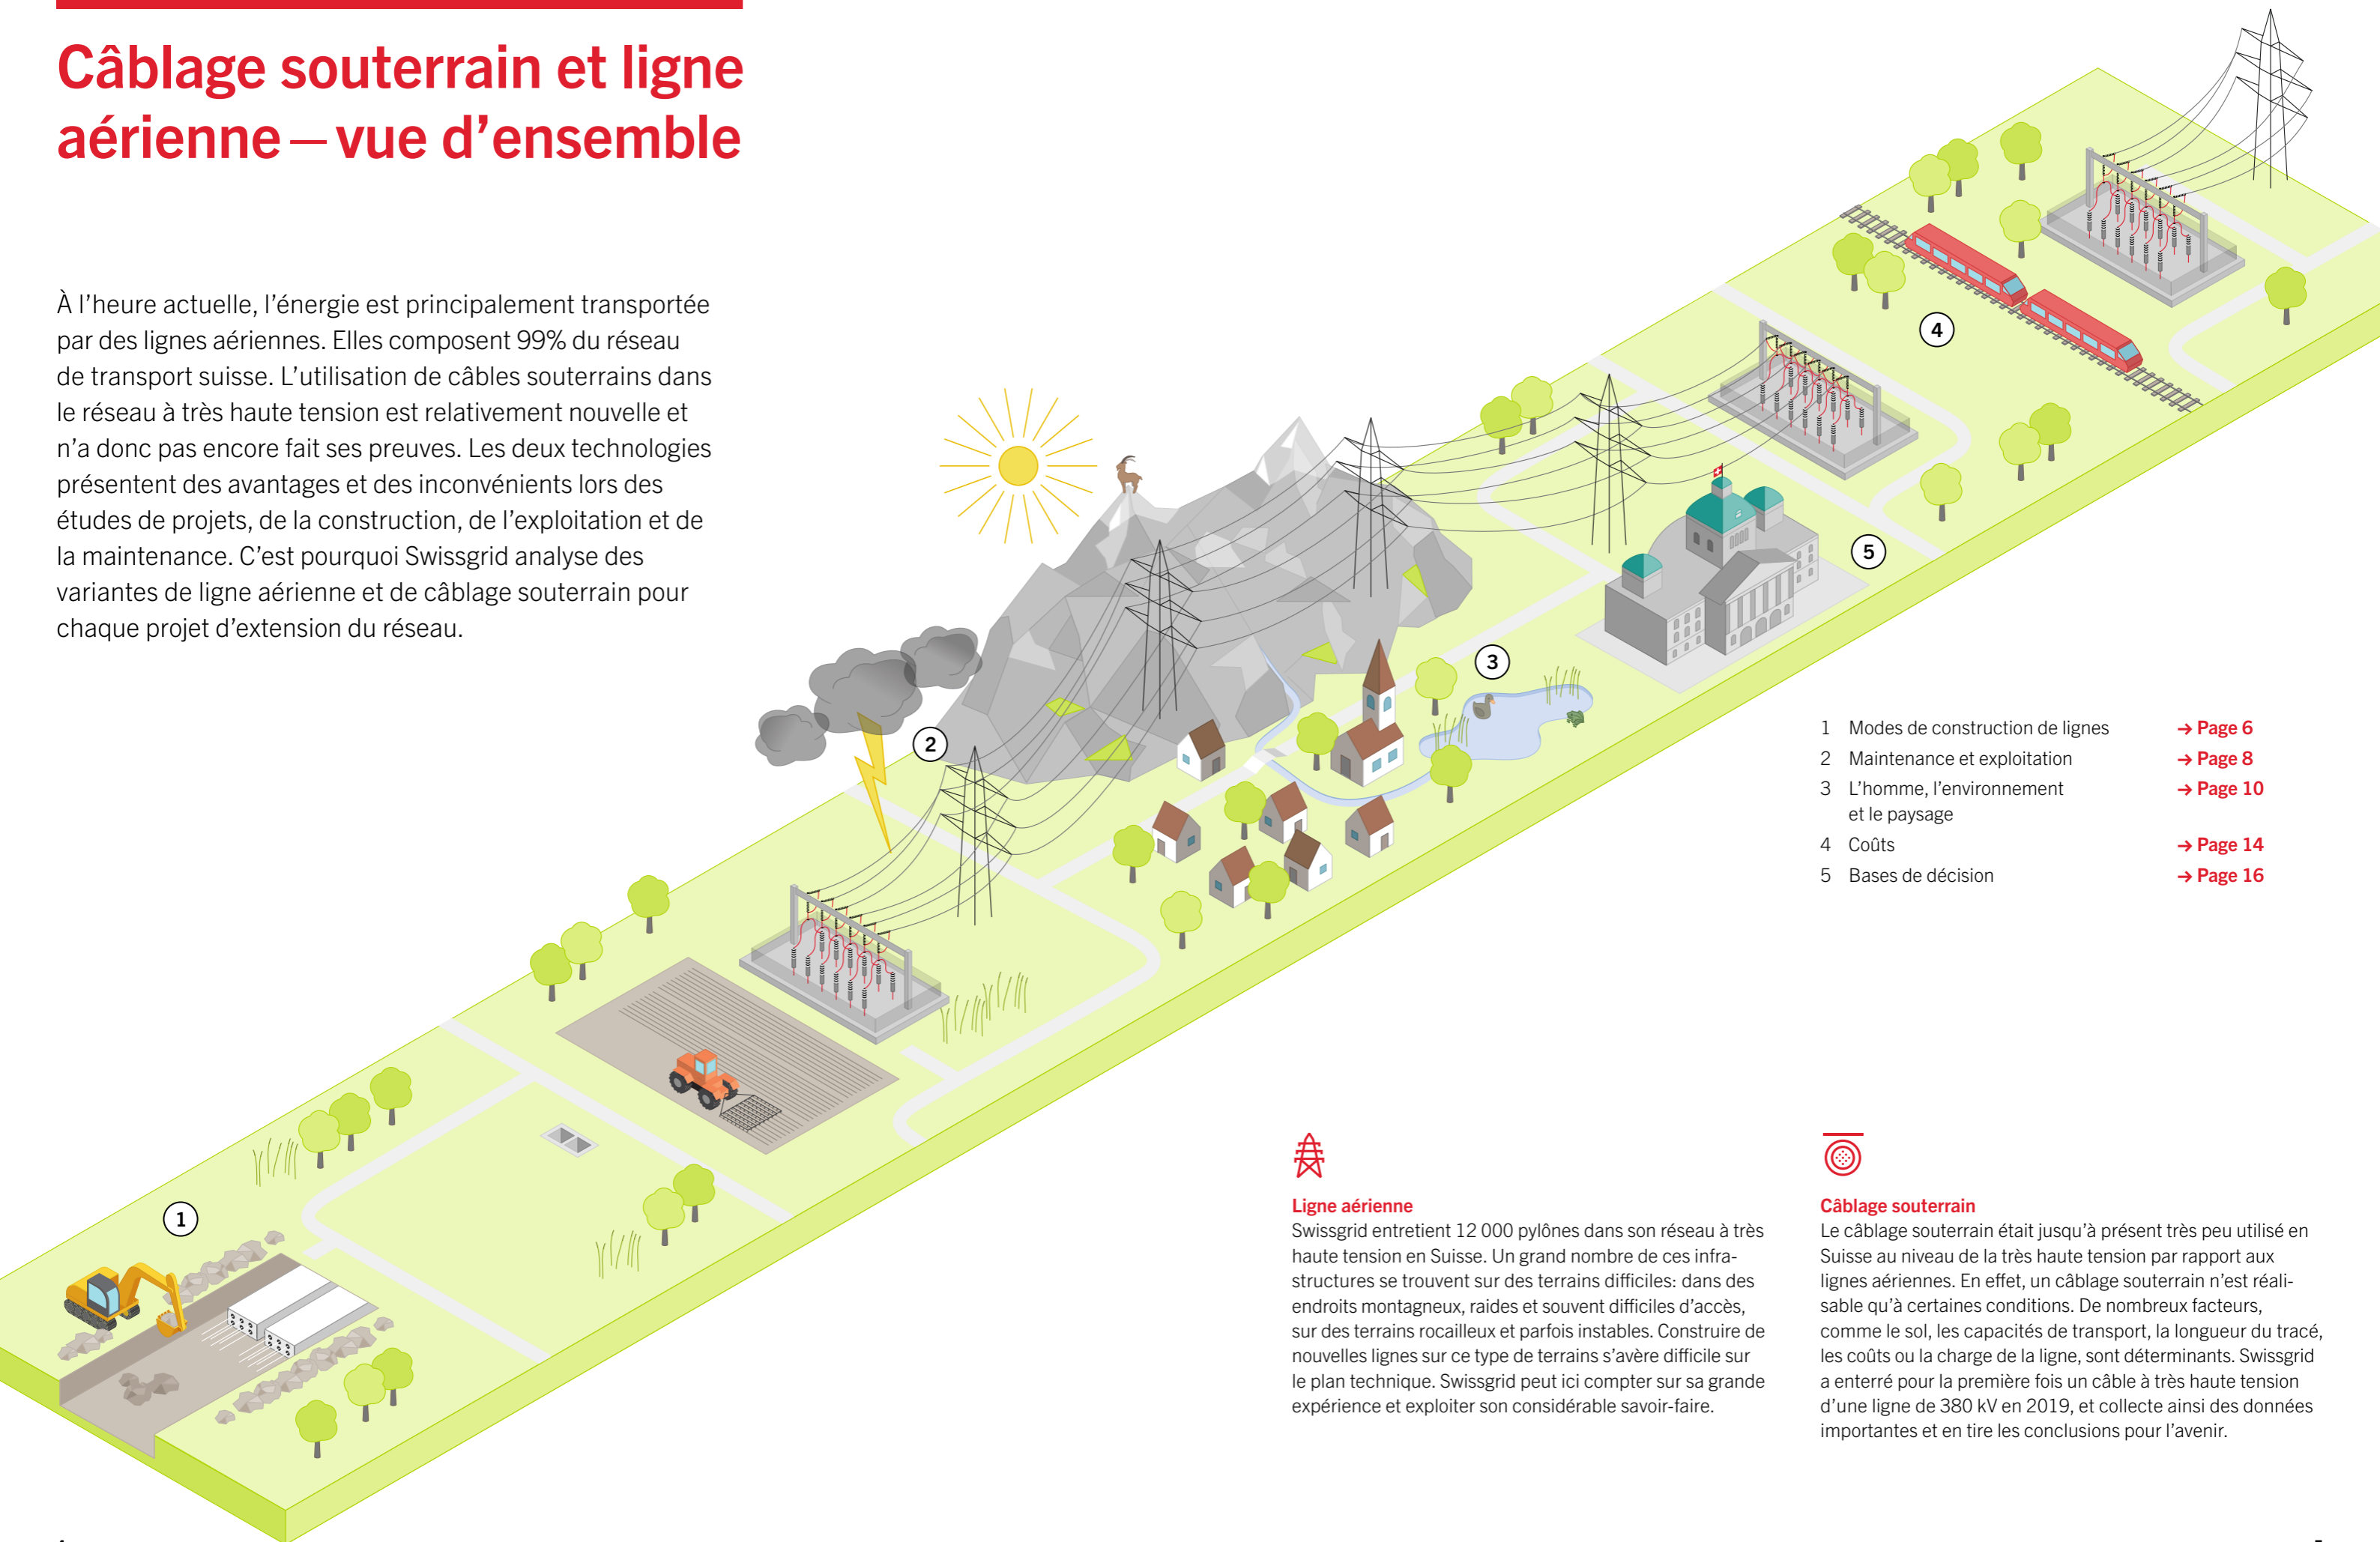 Câblage souterrain et ligne
aérienne – vue d’ensemble
À l’heure actuelle, l’énergie est principalement transportée
par des lignes aériennes. Elles composent 99% du réseau
de transport suisse. L’utilisation de câbles souterrains dans
le réseau à très haute tension est relativement nouvelle et
n’a donc pas encore fait ses preuves. Les deux technologies
présentent des avantages et des inconvénients lors des
études de projets, de la construction, de l’exploitation et de
la maintenance. C’est pourquoi Swissgrid analyse des
variantes de ligne aérienne et de câblage souterrain pour
chaque projet d’extension du réseau.
4
5
3
2
1
1 Modes de construction de lignes → Page 6
2 Maintenance et exploitation → Page 8
3 L’homme, l’environnement → Page 10
et le paysage
4 Coûts → Page 14
5 Bases de décision → Page 16
Ligne aérienne
Swissgrid entretient 12 000 pylônes dans son réseau à très
haute tension en Suisse. Un grand nombre de ces infra-
structures se trouvent sur des terrains difficiles: dans des
endroits montagneux, raides et souvent difficiles d’accès,
sur des terrains rocailleux et parfois instables. Construire de
nouvelles lignes sur ce type de terrains s’avère difficile sur
le plan technique. Swissgrid peut ici compter sur sa grande
expérience et exploiter son considérable savoir-faire.
Câblage souterrain
Le câblage souterrain était jusqu’à présent très peu utilisé en
Suisse au niveau de la très haute tension par rapport aux
lignes aériennes. En effet, un câblage souterrain n’est réali-
sable qu’à certaines conditions. De nombreux facteurs,
comme le sol, les capacités de transport, la longueur du tracé,
les coûts ou la charge de la ligne, sont déterminants. Swissgrid
a enterré pour la première fois un câble à très haute tension
d’une ligne de 380 kV en 2019, et collecte ainsi des données
importantes et en tire les conclusions pour l’avenir.